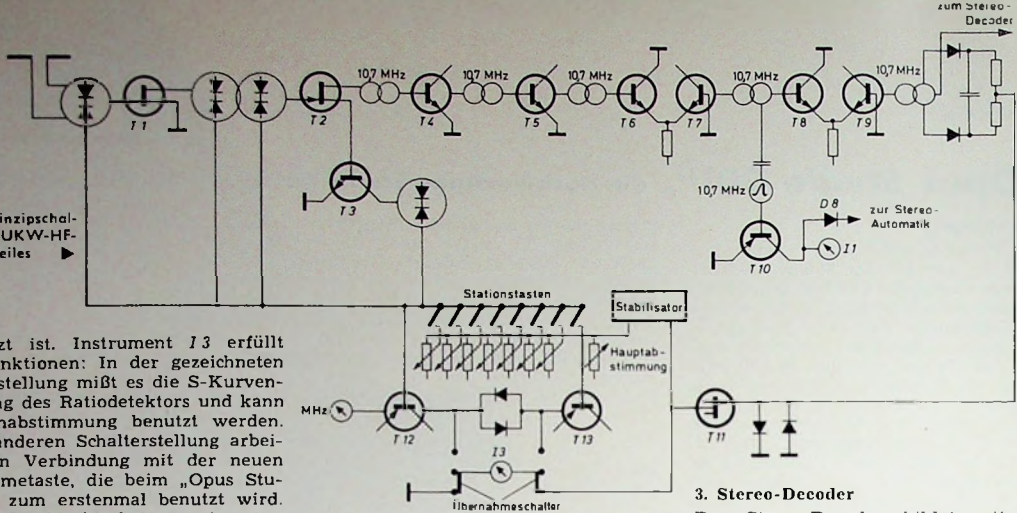 zum Stereo-
Decoder
10,7 MHz
10,7 MHz
10,7 MHz
10,7 MHz
10,7 MHz
T1
T2
T4
T5
T6
T7
T8
T9
T3
10,7 MHz
D 8
zur Stereo-
Automatik
I1
T10
inzipschal-
UKW-HF-
eiles
Stationstasten
Stabilisator
Hauptab-
stimmung
MHz
T12
T13
T11
I3
Übernahmeschalter
zt ist. Instrument I 3 erfüllt
unktionen: In der gezeichneten
stellung mißt es die S-Kurven-
ng des Ratiodetektors und kann
nabstimmung benutzt werden.
anderen Schalterstellung arbei-
n Verbindung mit der neuen
metaste, die beim „Opus Stu-
zum erstenmal benutzt wird.
3. Stereo-Decoder